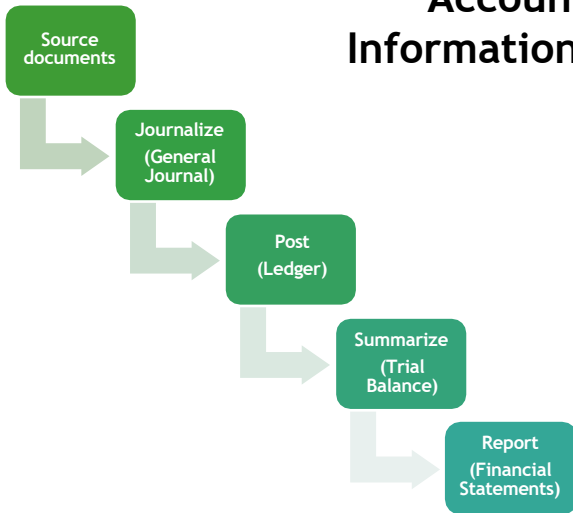 Accoun
Information
Source
documents
Journalize
(General
Journal)
Post
(Ledger)
Summarize
(Trial
Balance)
Report
(Financial
Statements)